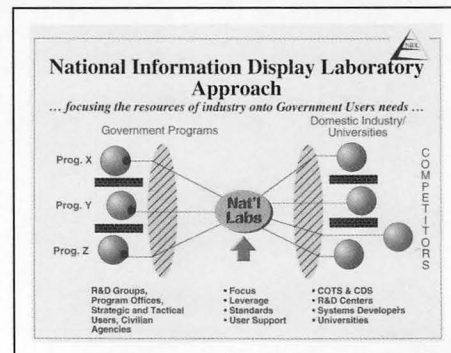 NIDL
National Information Display Laboratory
Approach
... focusing the resources of industry onto Government Users needs ...
Government Programs
Domestic Industry/
Universities
Prog. X
Prog. Y
Prog. Z
Nat'l
Labs
COMPETITORS
R&D Groups,
Program Offices,
Strategic and Tactical
Users, Civilian
Agencies
• Focus
• Leverage
• Standards
• User Support
• COTS & CDS
• R&D Centers
• Systems Developers
• Universities